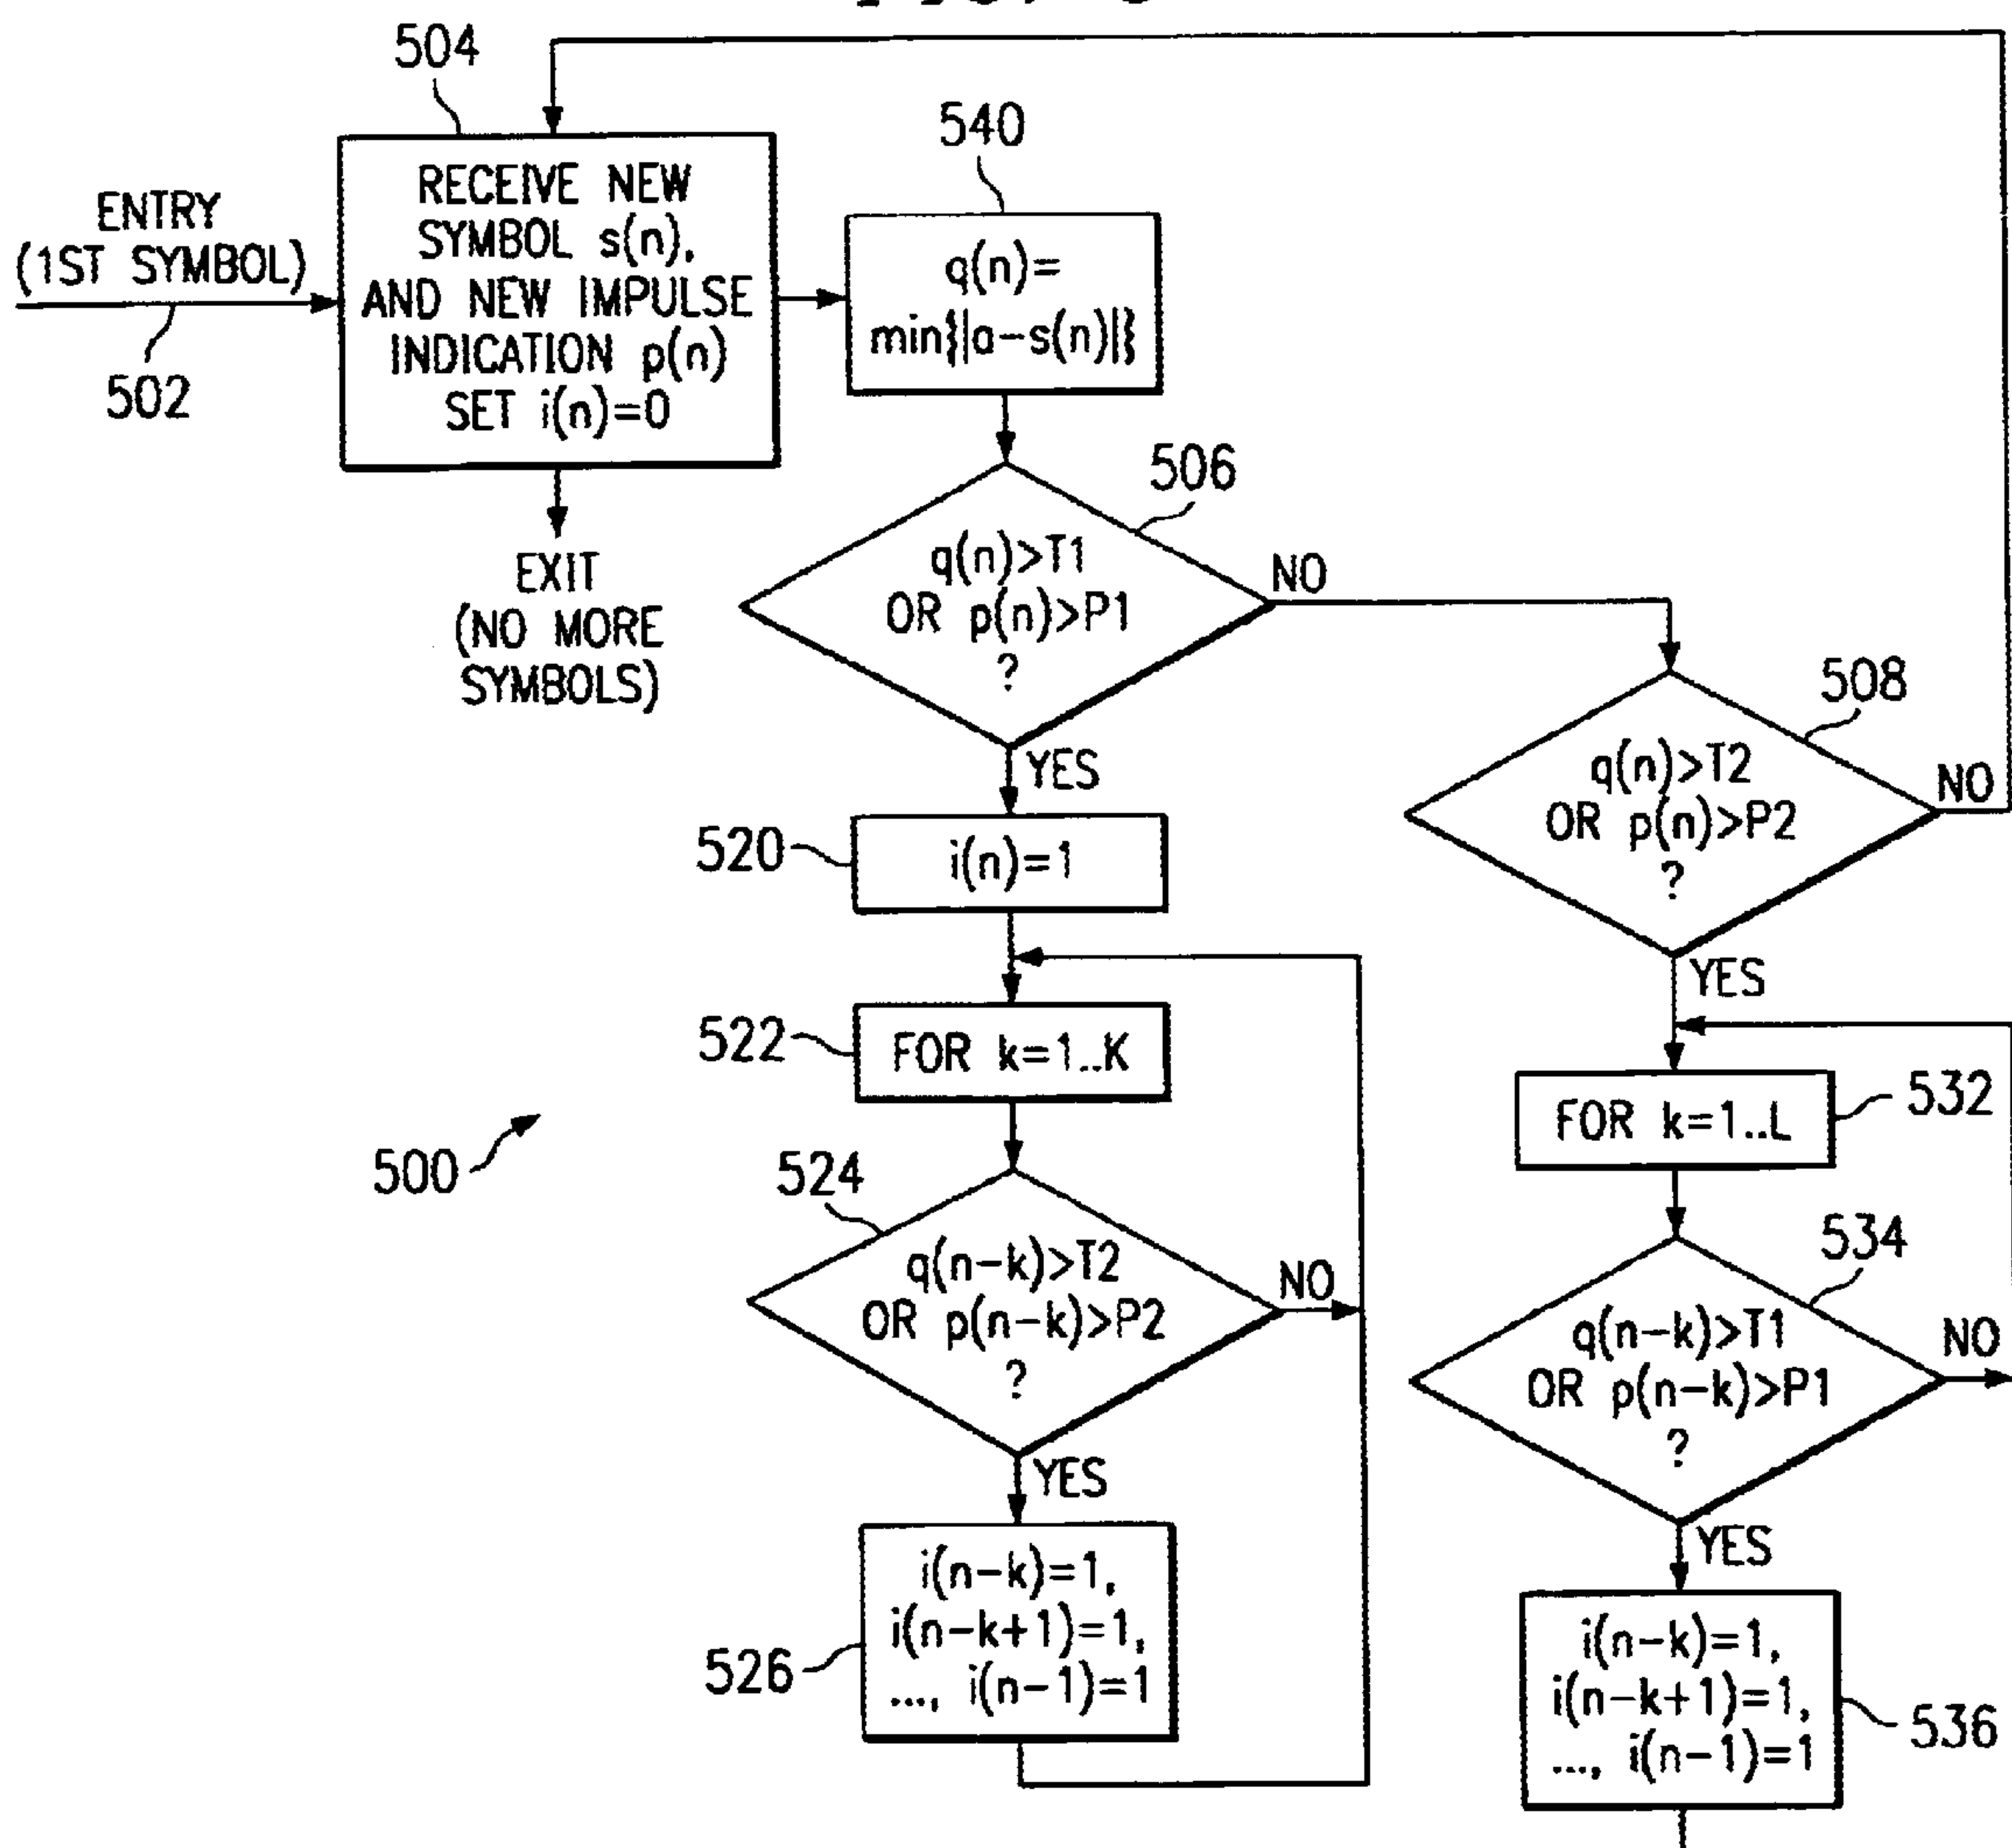 504
RECEIVE NEW
SYMBOL s(n),
AND NEW IMPULSE
INDICATION p(n)
SET i(n)=0
ENTRY
(1ST SYMBOL)
502
EXIT
(NO MORE
SYMBOLS)
540
q(n)=
min{|a-s(n)|}
506
q(n)>T1
OR p(n)>P1
?
NO
YES
508
q(n)>T2
OR p(n)>P2
?
NO
YES
520
i(n)=1
522
FOR k=1..K
500
524
q(n-k)>T2
OR p(n-k)>P2
?
NO
YES
526
i(n-k)=1,
i(n-k+1)=1,
..., i(n-1)=1
532
FOR k=1..L
534
q(n-k)>T1
OR p(n-k)>P1
?
NO
YES
536
i(n-k)=1,
i(n-k+1)=1,
..., i(n-1)=1